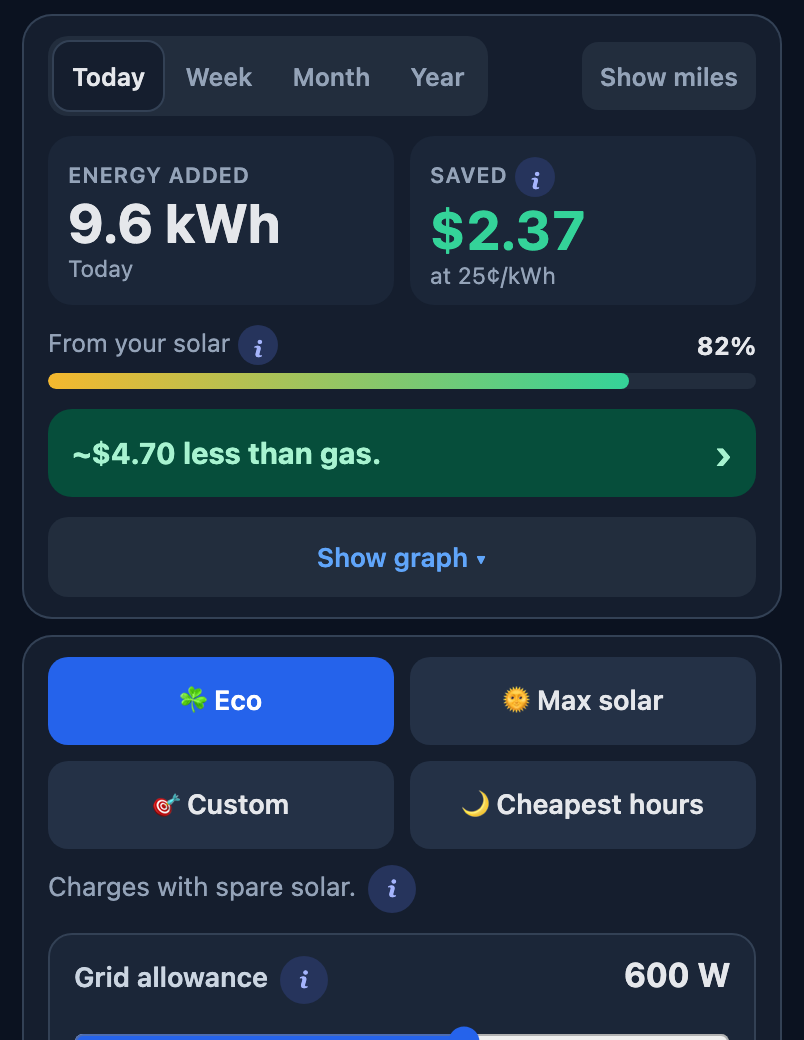 Today Week Month Year Show miles
ENERGY ADDED
9.6 kWh
Today
SAVED i
$2.37
at 25¢/kWh
From your solar i 82%
~$4.70 less than gas. ›
Show graph ▾
☘️ Eco
🌞 Max solar
🎯 Custom
🌙 Cheapest hours
Charges with spare solar. i
Grid allowance i 600 W